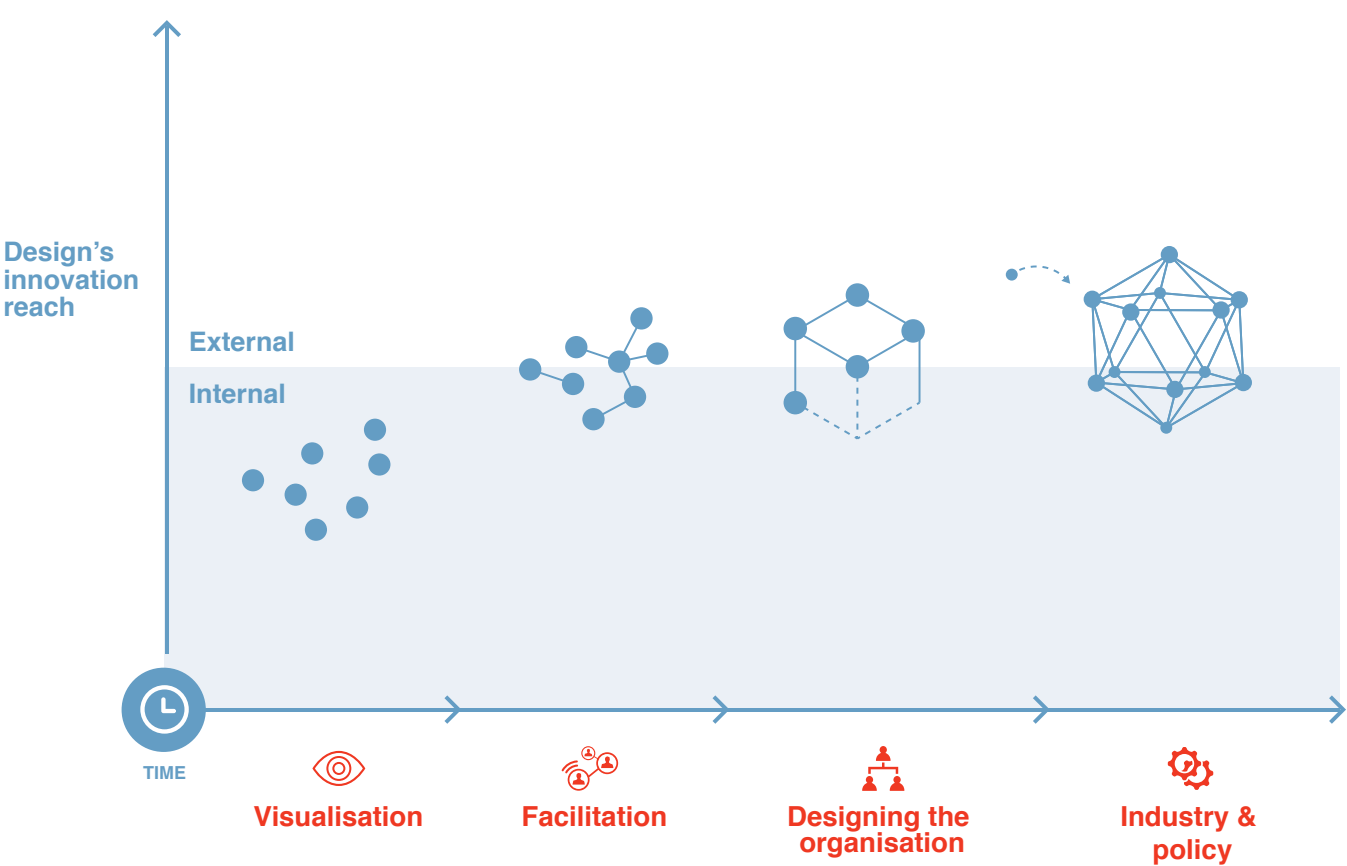 Design’s
innovation
reach
External
Internal
TIME
Visualisation
Facilitation
Designing the
organisation
Industry &
policy